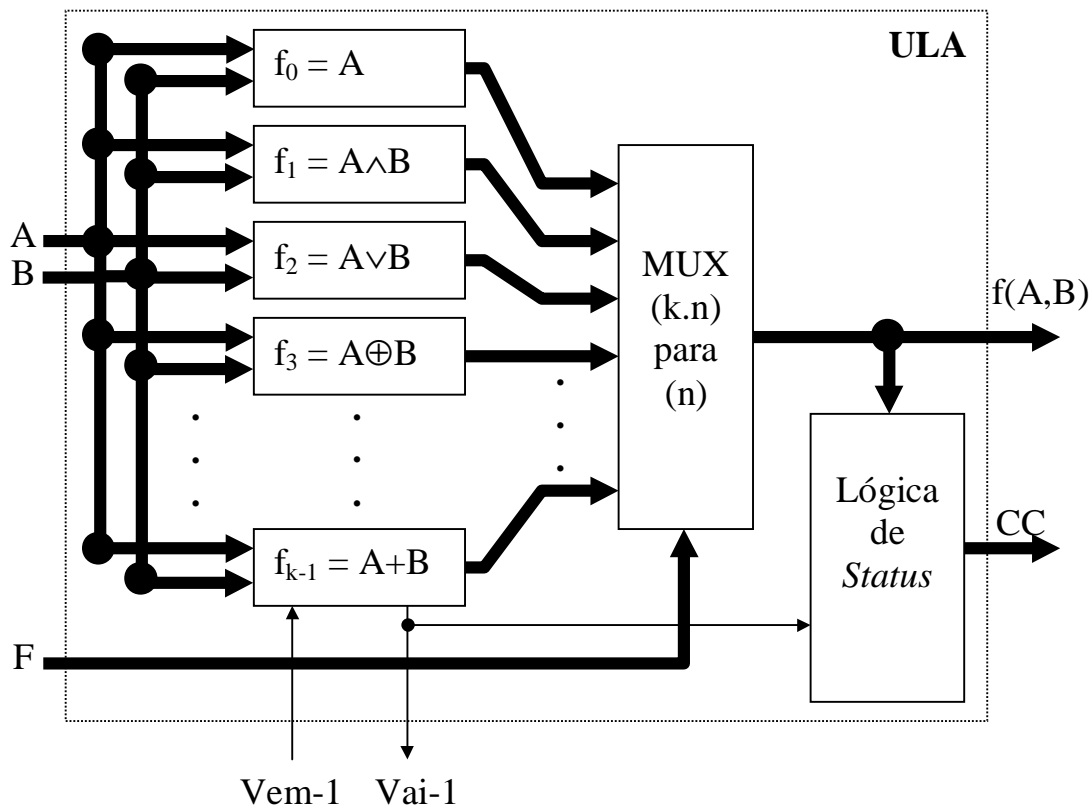 ULA
f₀ = A
f₁ = A∧B
A
B
f₂ = A∨B
f₃ = A⊕B
fₖ₋₁ = A+B
MUX
(k.n)
para
(n)
f(A,B)
Lógica
de
Status
CC
F
Vem-1
Vai-1